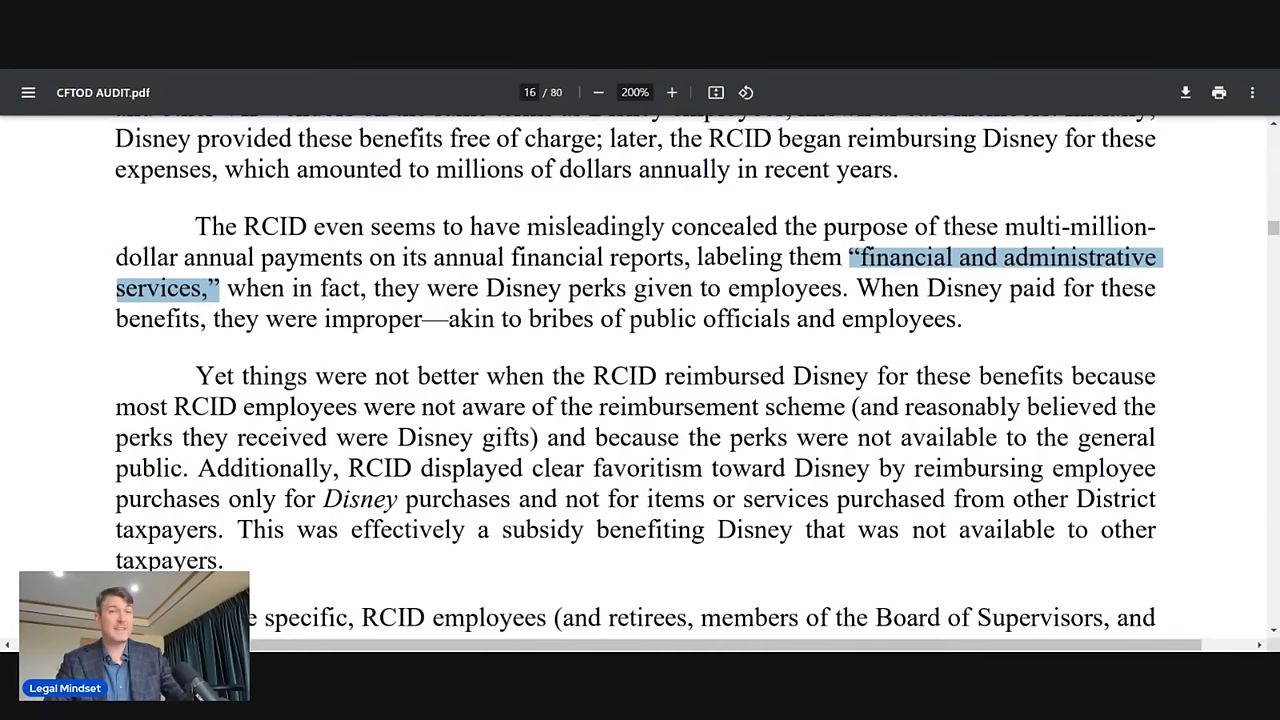 CFTOD AUDIT.pdf
16 / 80
200%
Disney provided these benefits free of charge; later, the RCID began reimbursing Disney for these
expenses, which amounted to millions of dollars annually in recent years.
The RCID even seems to have misleadingly concealed the purpose of these multi-million-
dollar annual payments on its annual financial reports, labeling them “financial and administrative
services,” when in fact, they were Disney perks given to employees. When Disney paid for these
benefits, they were improper—akin to bribes of public officials and employees.
Yet things were not better when the RCID reimbursed Disney for these benefits because
most RCID employees were not aware of the reimbursement scheme (and reasonably believed the
perks they received were Disney gifts) and because the perks were not available to the general
public. Additionally, RCID displayed clear favoritism toward Disney by reimbursing employee
purchases only for Disney purchases and not for items or services purchased from other District
taxpayers. This was effectively a subsidy benefiting Disney that was not available to other
taxpayers.
specific, RCID employees (and retirees, members of the Board of Supervisors, and
Legal Mindset